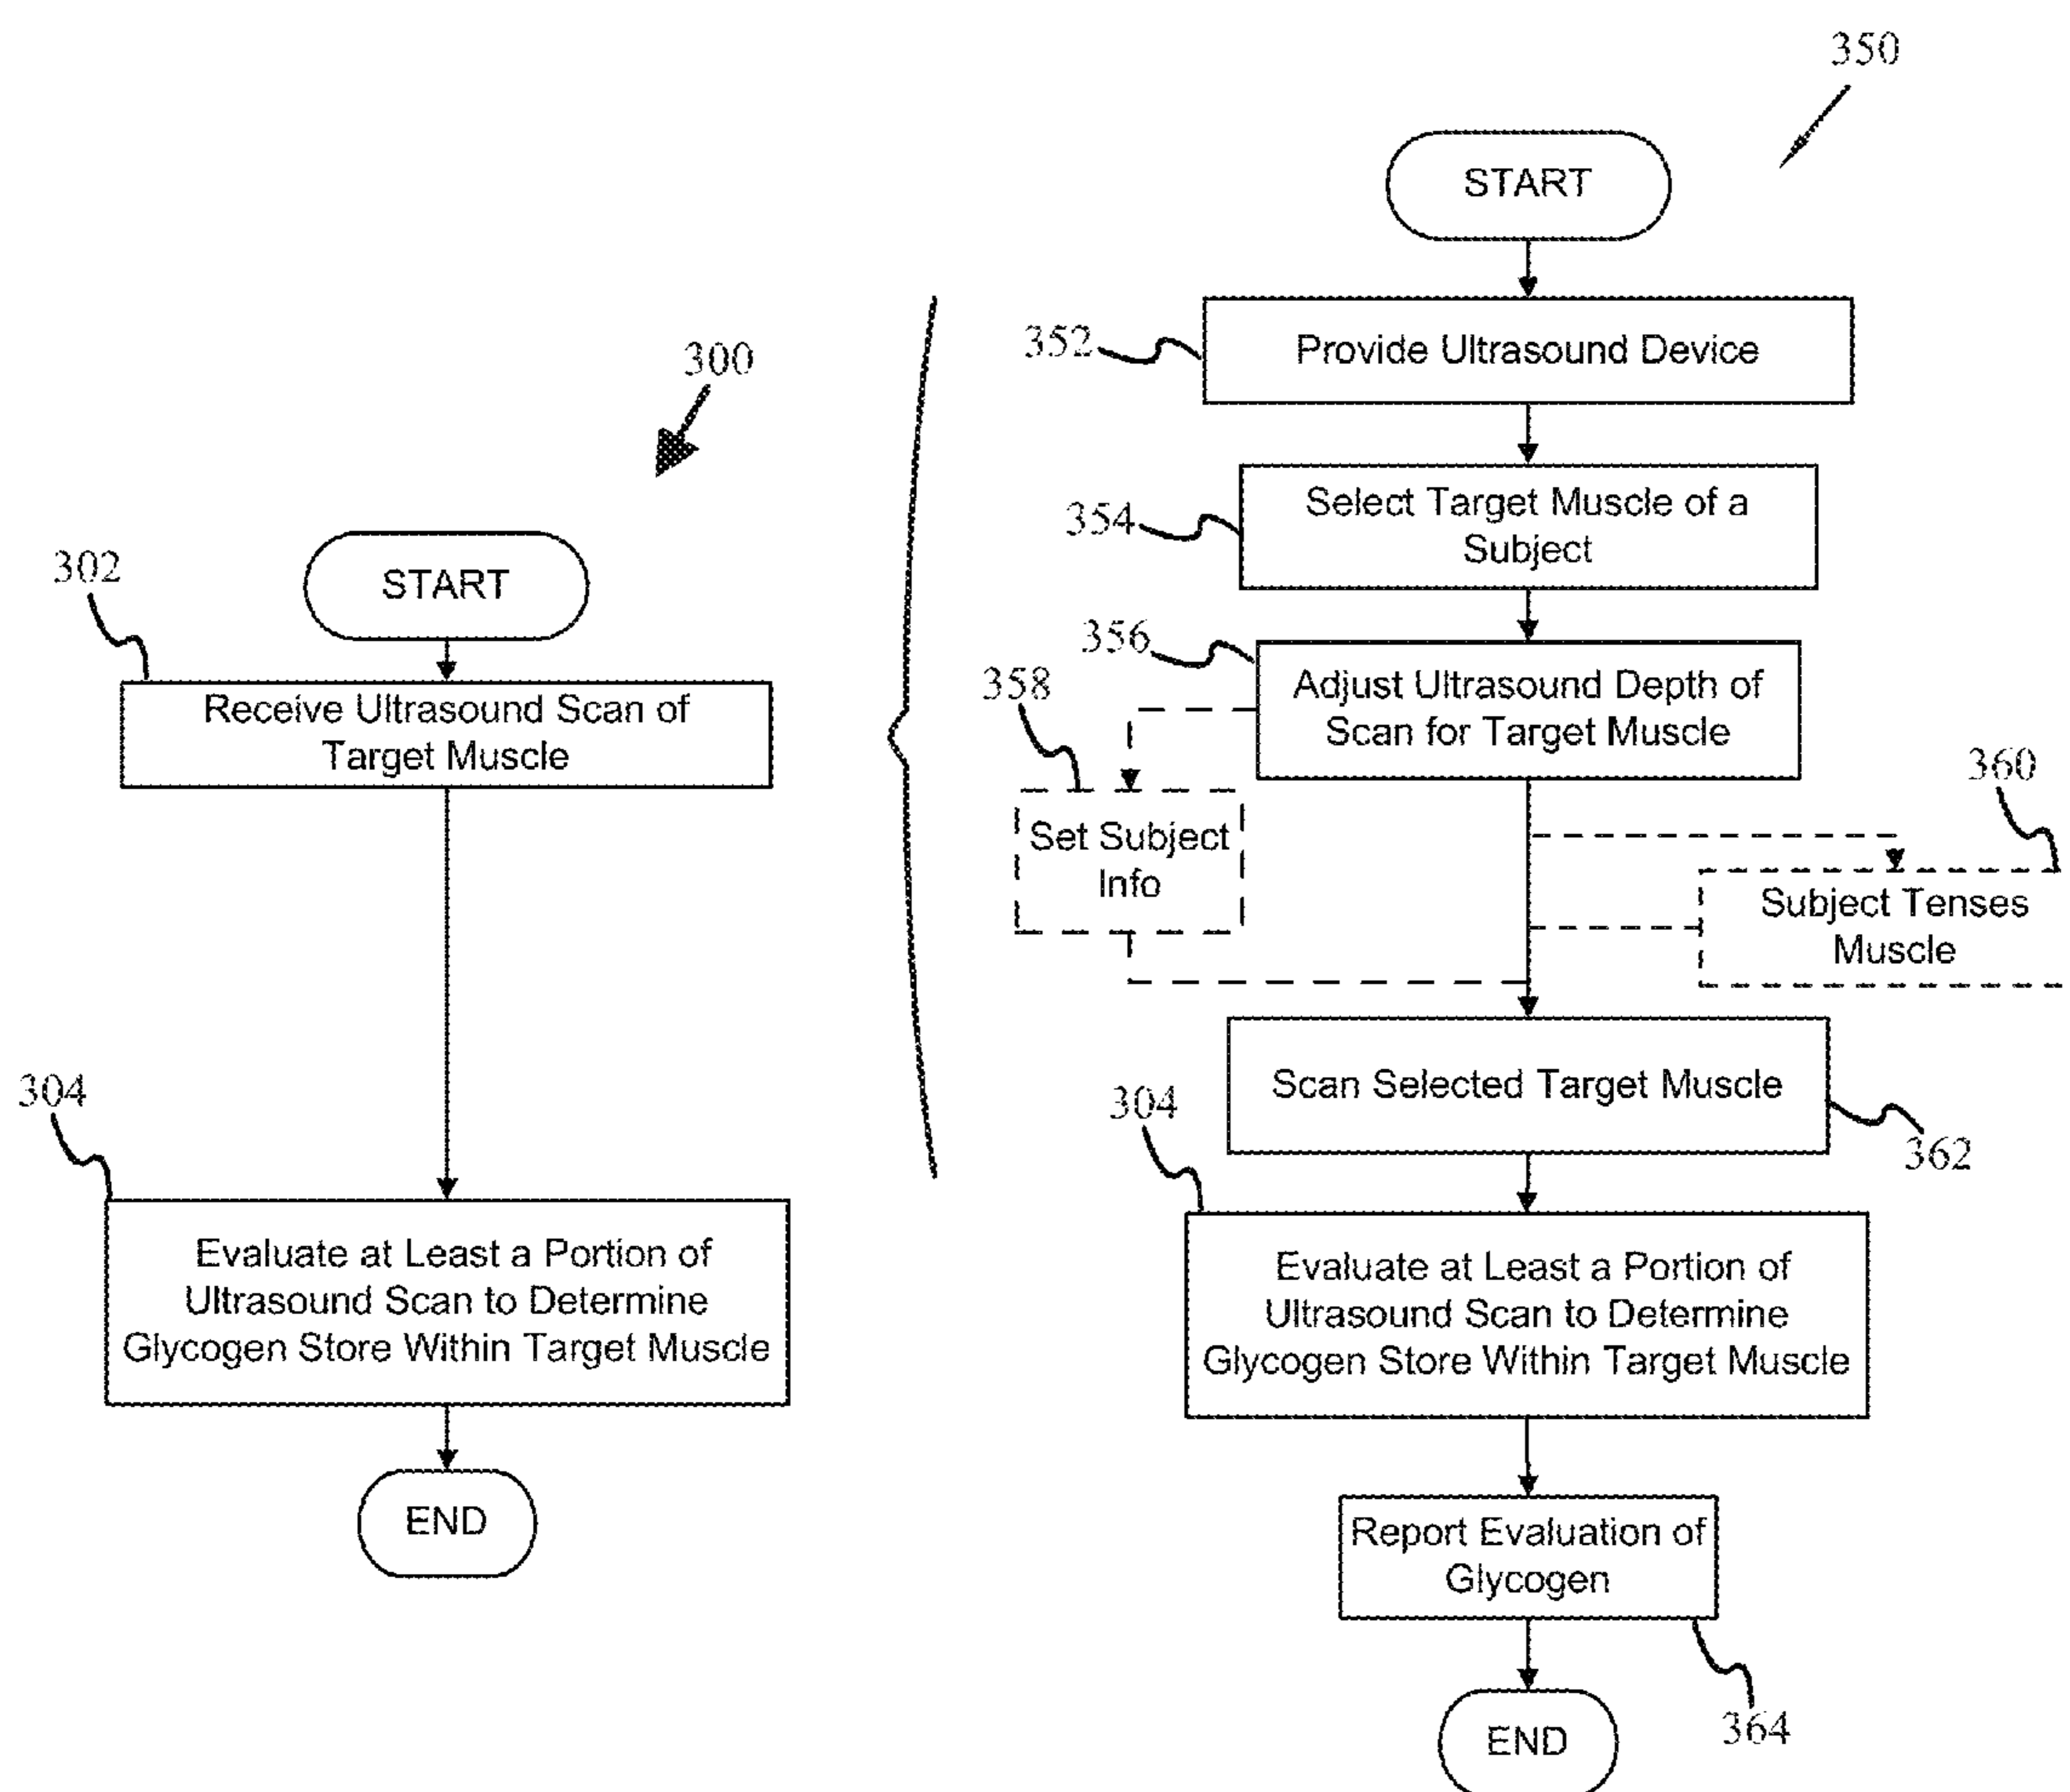 300
START
302
Receive Ultrasound Scan of
Target Muscle
304
Evaluate at Least a Portion of
Ultrasound Scan to Determine
Glycogen Store Within Target Muscle
END
350
START
352
Provide Ultrasound Device
354
Select Target Muscle of a
Subject
356
Adjust Ultrasound Depth of
Scan for Target Muscle
358
Set Subject
Info
360
Subject Tenses
Muscle
Scan Selected Target Muscle
362
304
Evaluate at Least a Portion of
Ultrasound Scan to Determine
Glycogen Store Within Target Muscle
Report Evaluation of
Glycogen
364
END